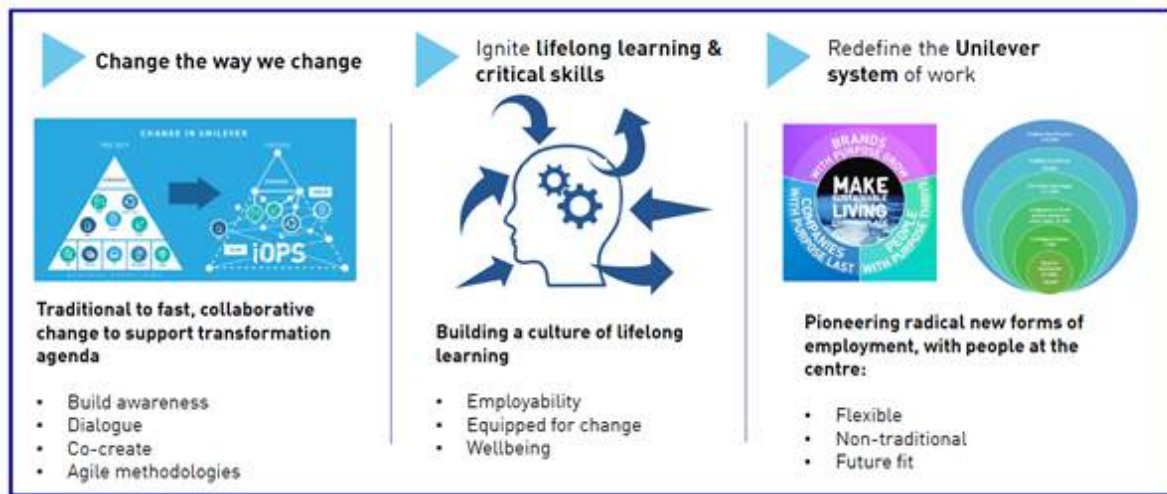 Change the way we change
CHANGE IN UNILEVER
iOPS
Traditional to fast, collaborative
change to support transformation
agenda
• Build awareness
• Dialogue
• Co-create
• Agile methodologies
Ignite lifelong learning &
critical skills
Building a culture of lifelong
learning
• Employability
• Equipped for change
• Wellbeing
Redefine the Unilever
system of work
BRANDS
WITH PURPOSE GROW
MAKE
SUSTAINABLE
LIVING
COMPANIES
WITH PURPOSE LAST
PEOPLE
WITH PURPOSE THRIVE
Pioneering radical new forms of
employment, with people at the
centre:
• Flexible
• Non-traditional
• Future fit